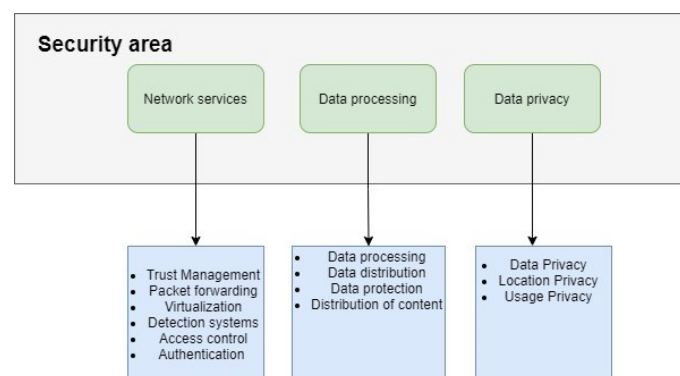 Security area
Network services
Data processing
Data privacy
Trust Management
Packet forwarding
Virtualization
Detection systems
Access control
Authentication
Data processing
Data distribution
Data protection
Distribution of content
Data Privacy
Location Privacy
Usage Privacy